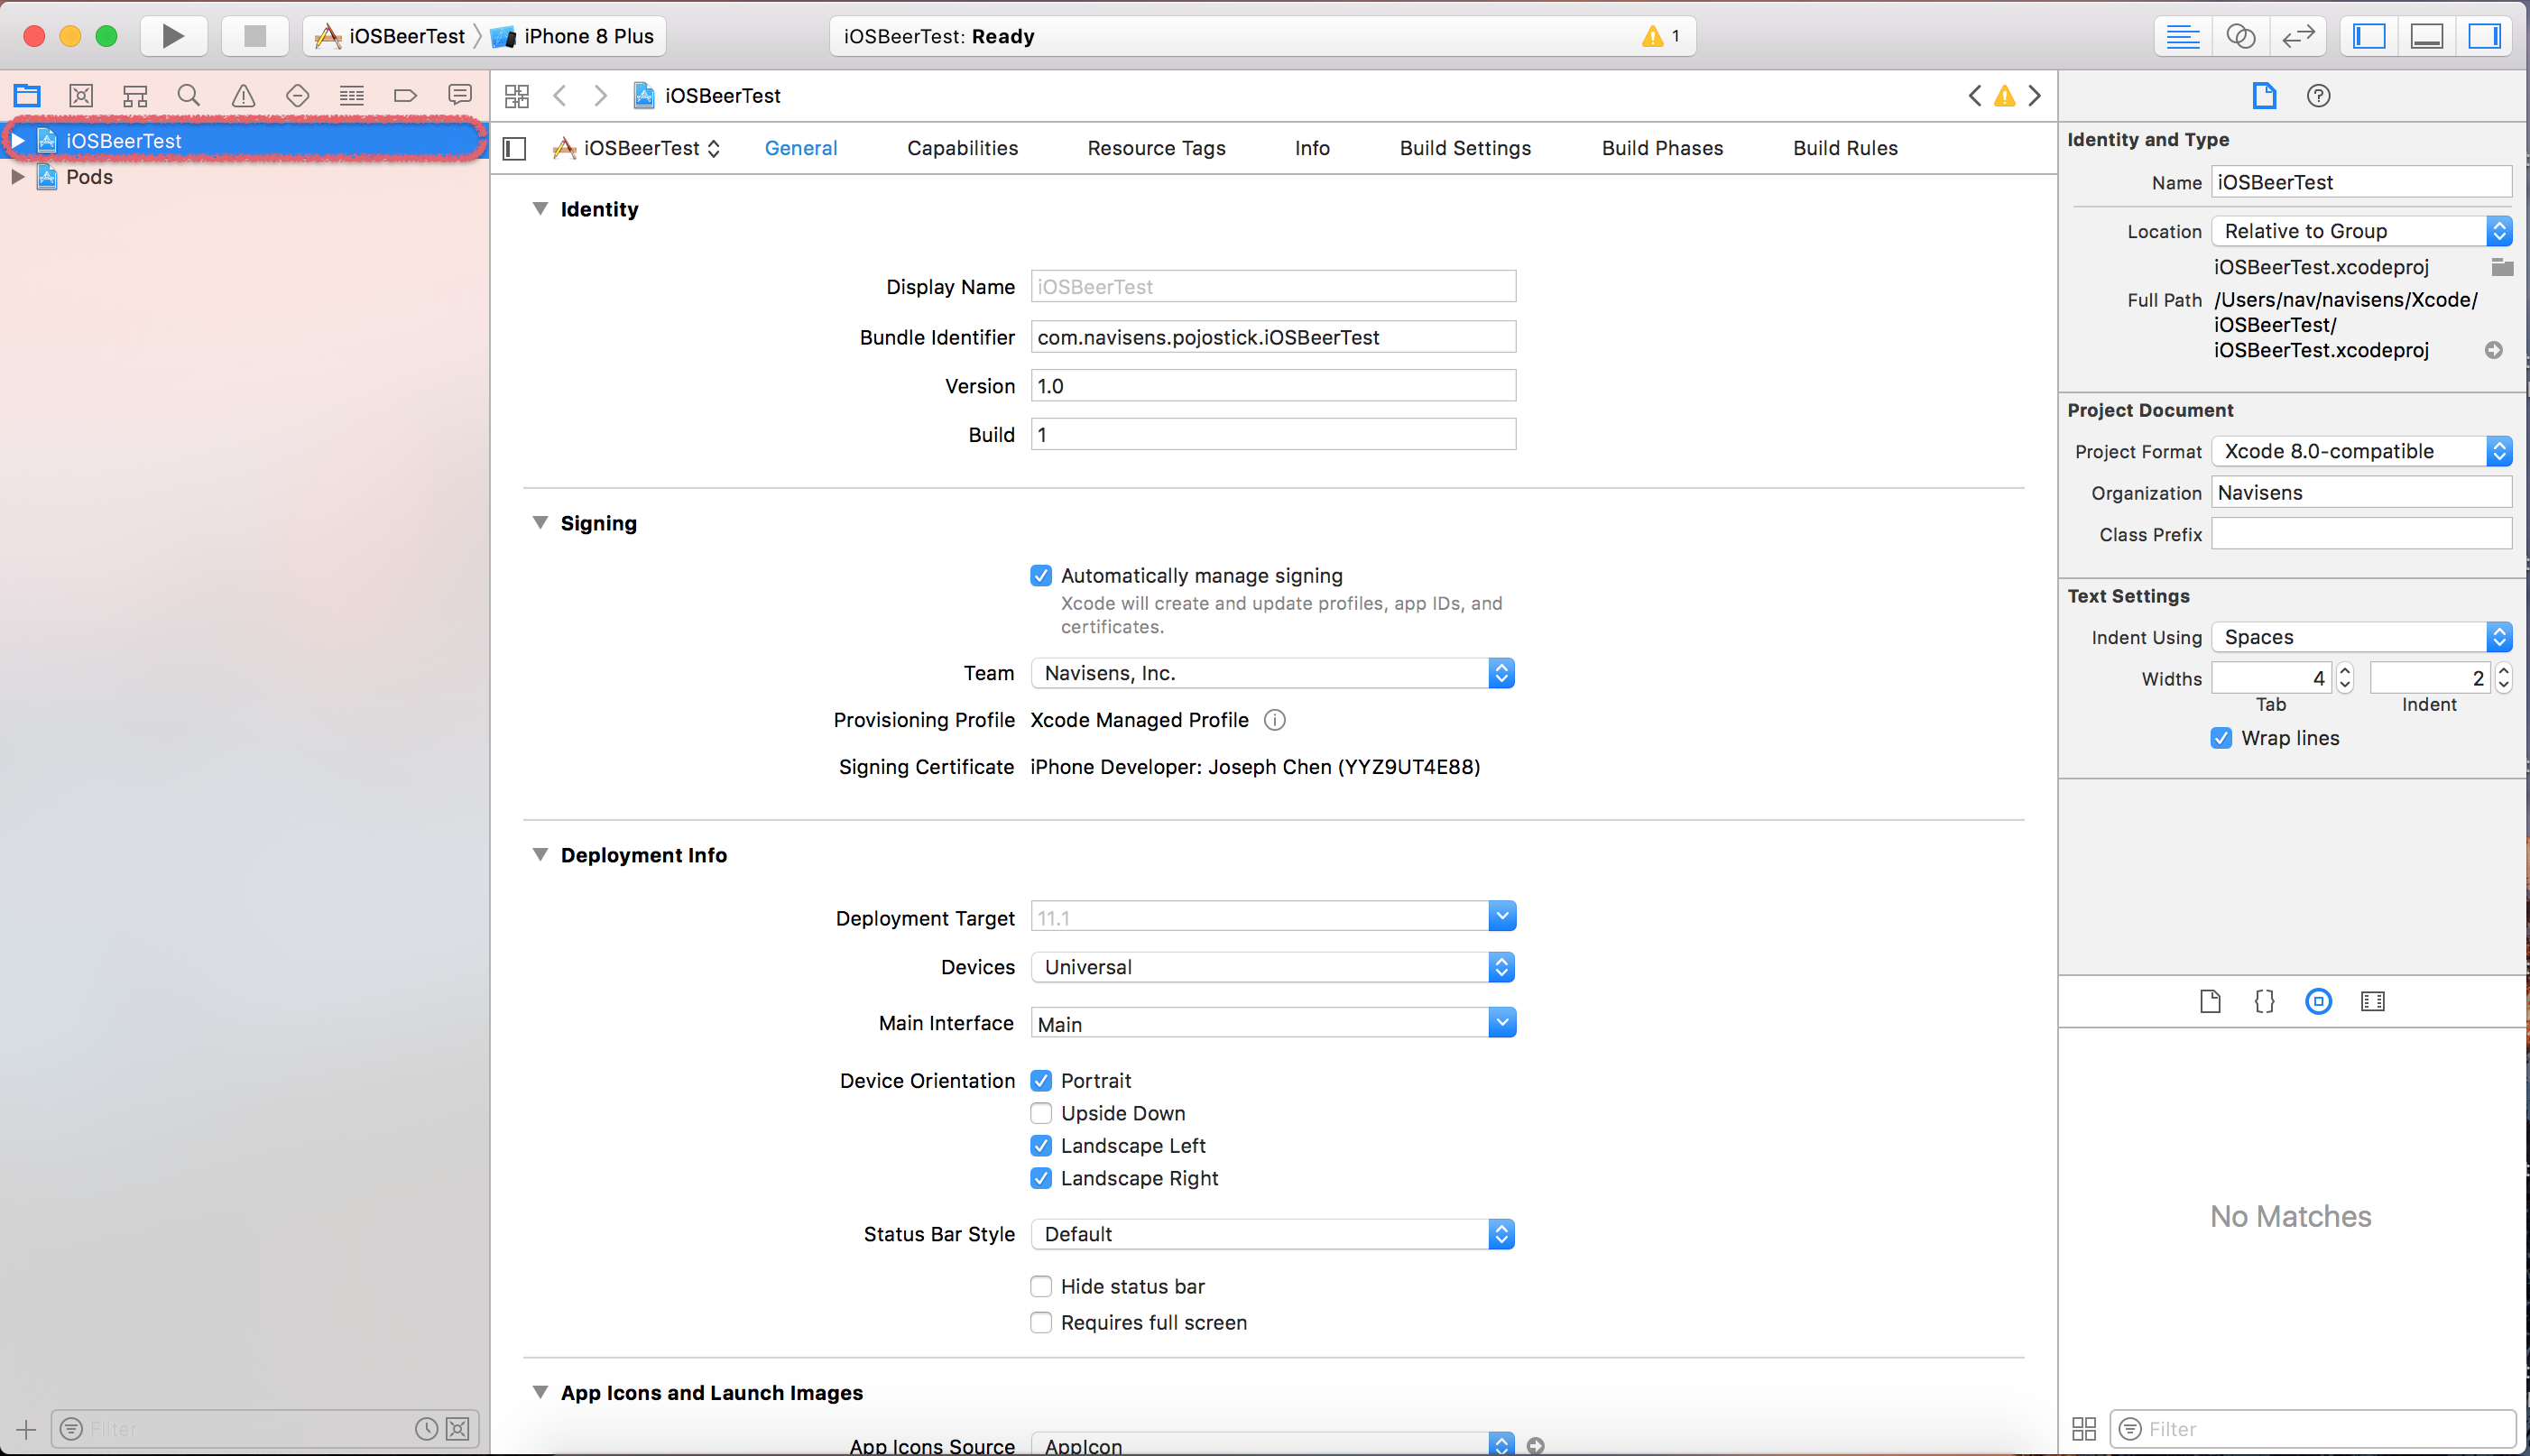 iOSBeerTest iPhone 8 Plus
iOSBeerTest: Ready
1
iOSBeerTest
Pods
Filter
iOSBeerTest
iOSBeerTest General Capabilities Resource Tags Info Build Settings Build Phases Build Rules
Identity
Display Name iOSBeerTest
Bundle Identifier com.navisens.pojostick.iOSBeerTest
Version 1.0
Build 1
Signing
Automatically manage signing
Xcode will create and update profiles, app IDs, and
certificates.
Team Navisens, Inc.
Provisioning Profile Xcode Managed Profile
Signing Certificate iPhone Developer: Joseph Chen (YYZ9UT4E88)
Deployment Info
Deployment Target 11.1
Devices Universal
Main Interface Main
Device Orientation Portrait
Upside Down
Landscape Left
Landscape Right
Status Bar Style Default
Hide status bar
Requires full screen
App Icons and Launch Images
App Icons Source AppIcon
Identity and Type
Name iOSBeerTest
Location Relative to Group
iOSBeerTest.xcodeproj
Full Path /Users/nav/navisens/Xcode/
iOSBeerTest/
iOSBeerTest.xcodeproj
Project Document
Project Format Xcode 8.0-compatible
Organization Navisens
Class Prefix
Text Settings
Indent Using Spaces
Widths 4 2
Tab Indent
Wrap lines
No Matches
Filter